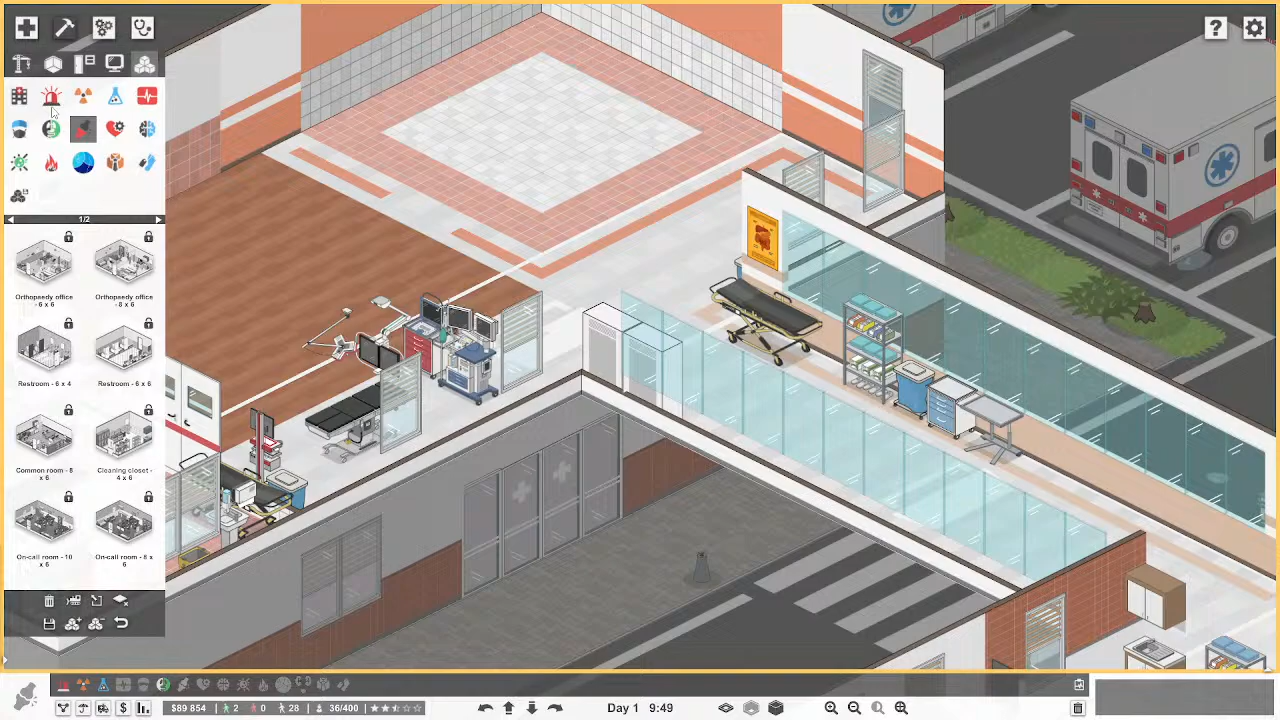 ?
1/2
Orthopaedy office
- 6 x 6
Orthopaedy office
- 8 x 6
Restroom - 6 x 4
Restroom - 6 x 6
Common room - 8
x 6
Cleaning closet -
4 x 6
On-call room - 10
x 6
On-call room - 8 x
6
$89 854
2
0
28
36/400
Day 1 9:49